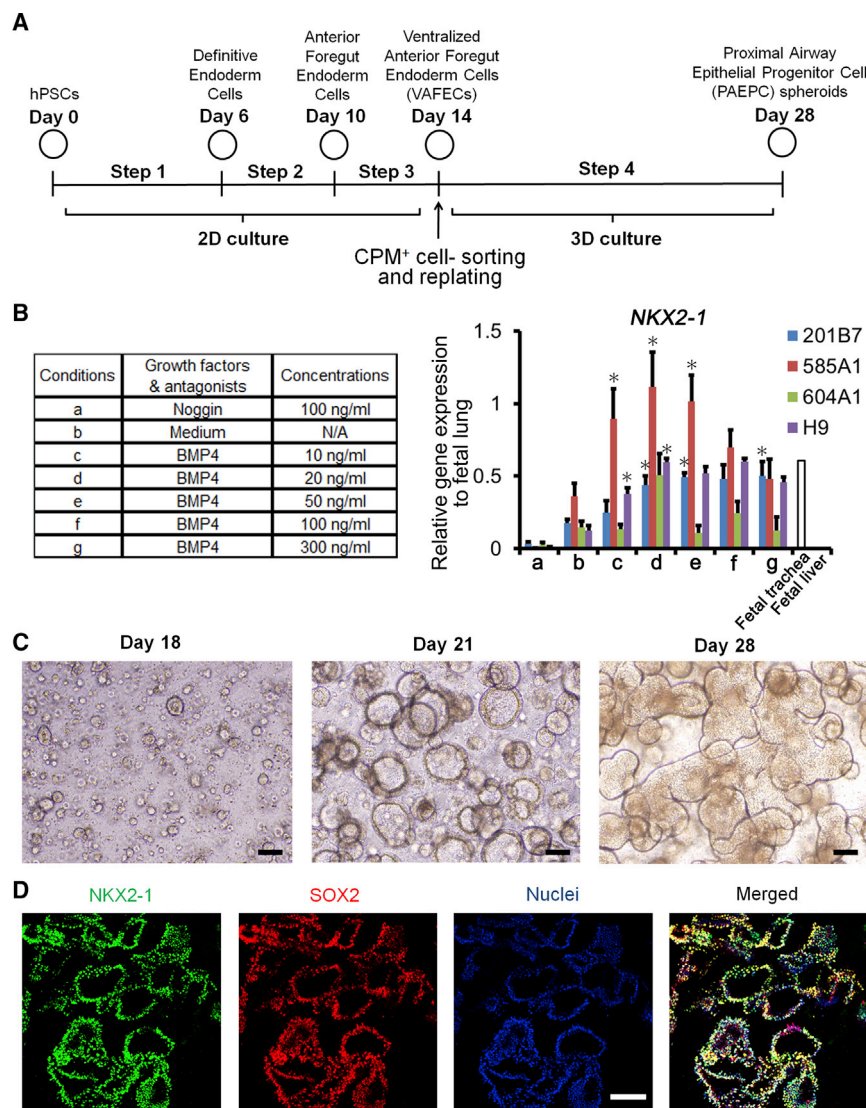 A
hPSCs
Day 0
Definitive
Endoderm
Cells
Day 6
Anterior
Foregut
Endoderm
Cells
Day 10
Ventralized
Anterior Foregut
Endoderm Cells
(VAFECs)
Day 14
Proximal Airway
Epithelial Progenitor Cell
(PAEPC) spheroids
Day 28
Step 1
Step 2
Step 3
Step 4
2D culture
3D culture
CPM⁺ cell- sorting
and replating
B
Conditions Growth factors & antagonists Concentrations
a Noggin 100 ng/ml
b Medium N/A
c BMP4 10 ng/ml
d BMP4 20 ng/ml
e BMP4 50 ng/ml
f BMP4 100 ng/ml
g BMP4 300 ng/ml
NKX2-1
Relative gene expression
to fetal lung
1.5
1
0.5
0
* * * * * * * *
201B7
585A1
604A1
H9
a b c d e f g
Fetal trachea
Fetal liver
C
Day 18
Day 21
Day 28
D
NKX2-1
SOX2
Nuclei
Merged